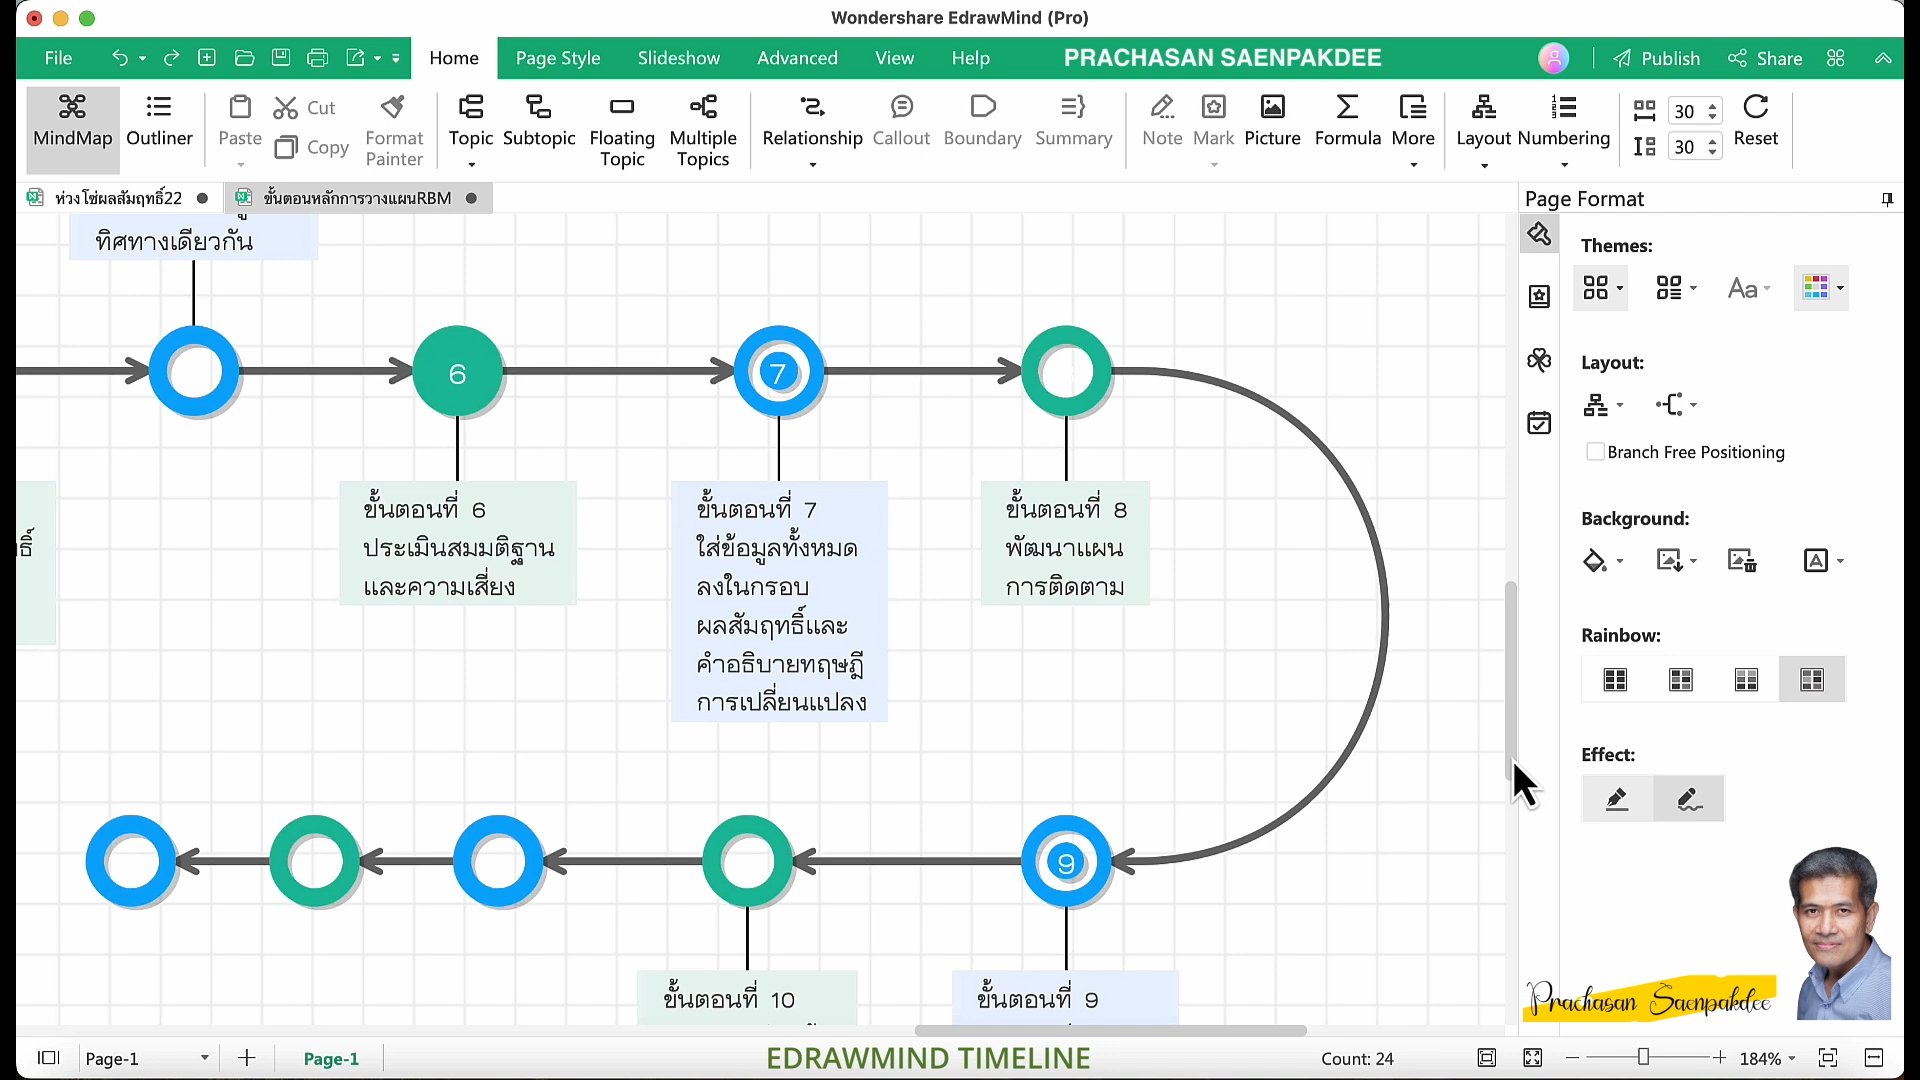 Wondershare EdrawMind (Pro)
File
Home
Page Style
Slideshow
Advanced
View
Help
PRACHASAN SAENPAKDEE
Publish
Share
MindMap
Outliner
Paste
Cut
Copy
Format
Painter
Topic
Subtopic
Floating
Topic
Multiple
Topics
Relationship
Callout
Boundary
Summary
Note
Mark
Picture
Formula
More
Layout
Numbering
30
30
Reset
ห่วงโซ่ผลสัมฤทธิ์22
ขั้นตอนหลักการวางแผนRBM
Page Format
ทิศทางเดียวกัน
6
7
ขั้นตอนที่ 6
ประเมินสมมติฐาน
และความเสี่ยง
ขั้นตอนที่ 7
ใส่ข้อมูลทั้งหมด
ลงในกรอบ
ผลสัมฤทธิ์และ
คำอธิบายทฤษฎี
การเปลี่ยนแปลง
ขั้นตอนที่ 8
พัฒนาแผน
การติดตาม
9
ขั้นตอนที่ 10
ขั้นตอนที่ 9
Themes:
Aa
Layout:
Branch Free Positioning
Background:
Rainbow:
Effect:
Prachasan Saenpakdee
Page-1
Page-1
EDRAWMIND TIMELINE
Count: 24
184%